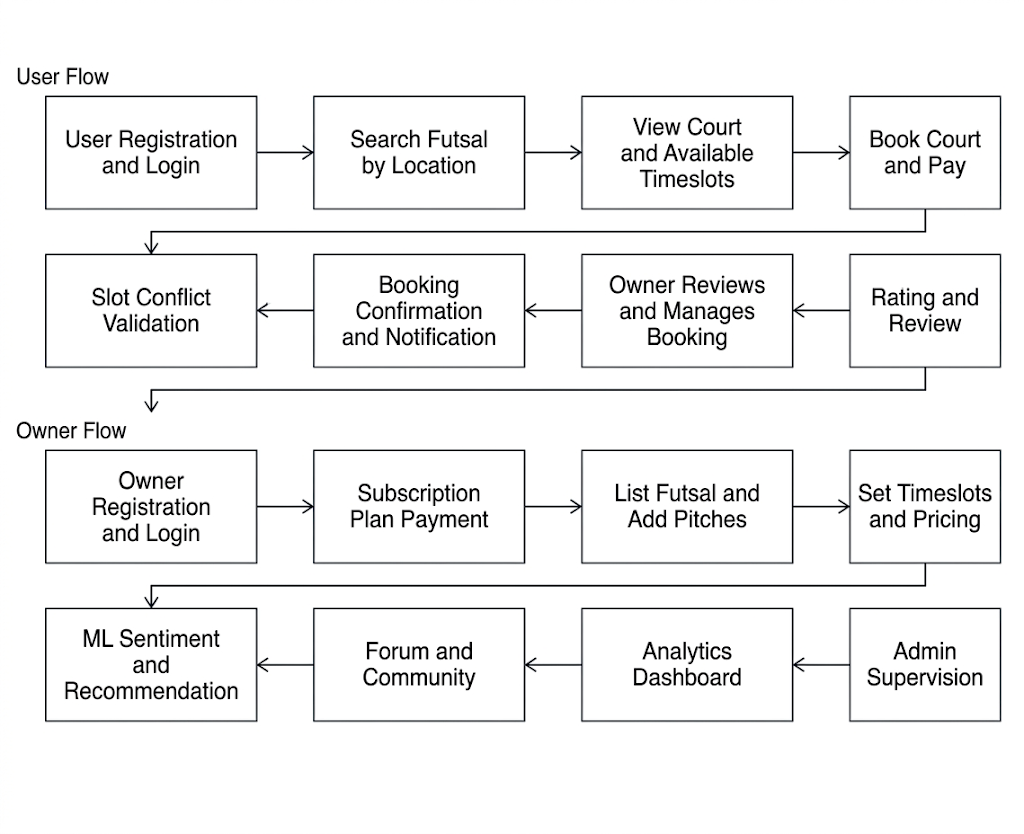 User Flow
User Registration
and Login
Search Futsal
by Location
View Court
and Available
Timeslots
Book Court
and Pay
Slot Conflict
Validation
Booking
Confirmation
and Notification
Owner Reviews
and Manages
Booking
Rating and
Review
Owner Flow
Owner
Registration
and Login
Subscription
Plan Payment
List Futsal and
Add Pitches
Set Timeslots
and Pricing
ML Sentiment
and
Recommendation
Forum and
Community
Analytics
Dashboard
Admin
Supervision